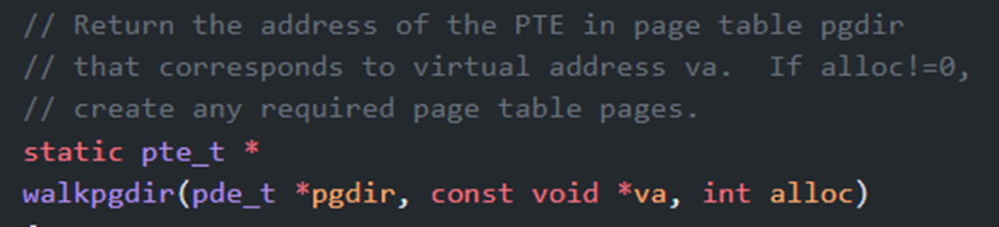 // Return the address of the PTE in page table pgdir
// that corresponds to virtual address va.  If alloc!=0,
// create any required page table pages.
static pte_t *
walkpgdir(pde_t *pgdir, const void *va, int alloc)